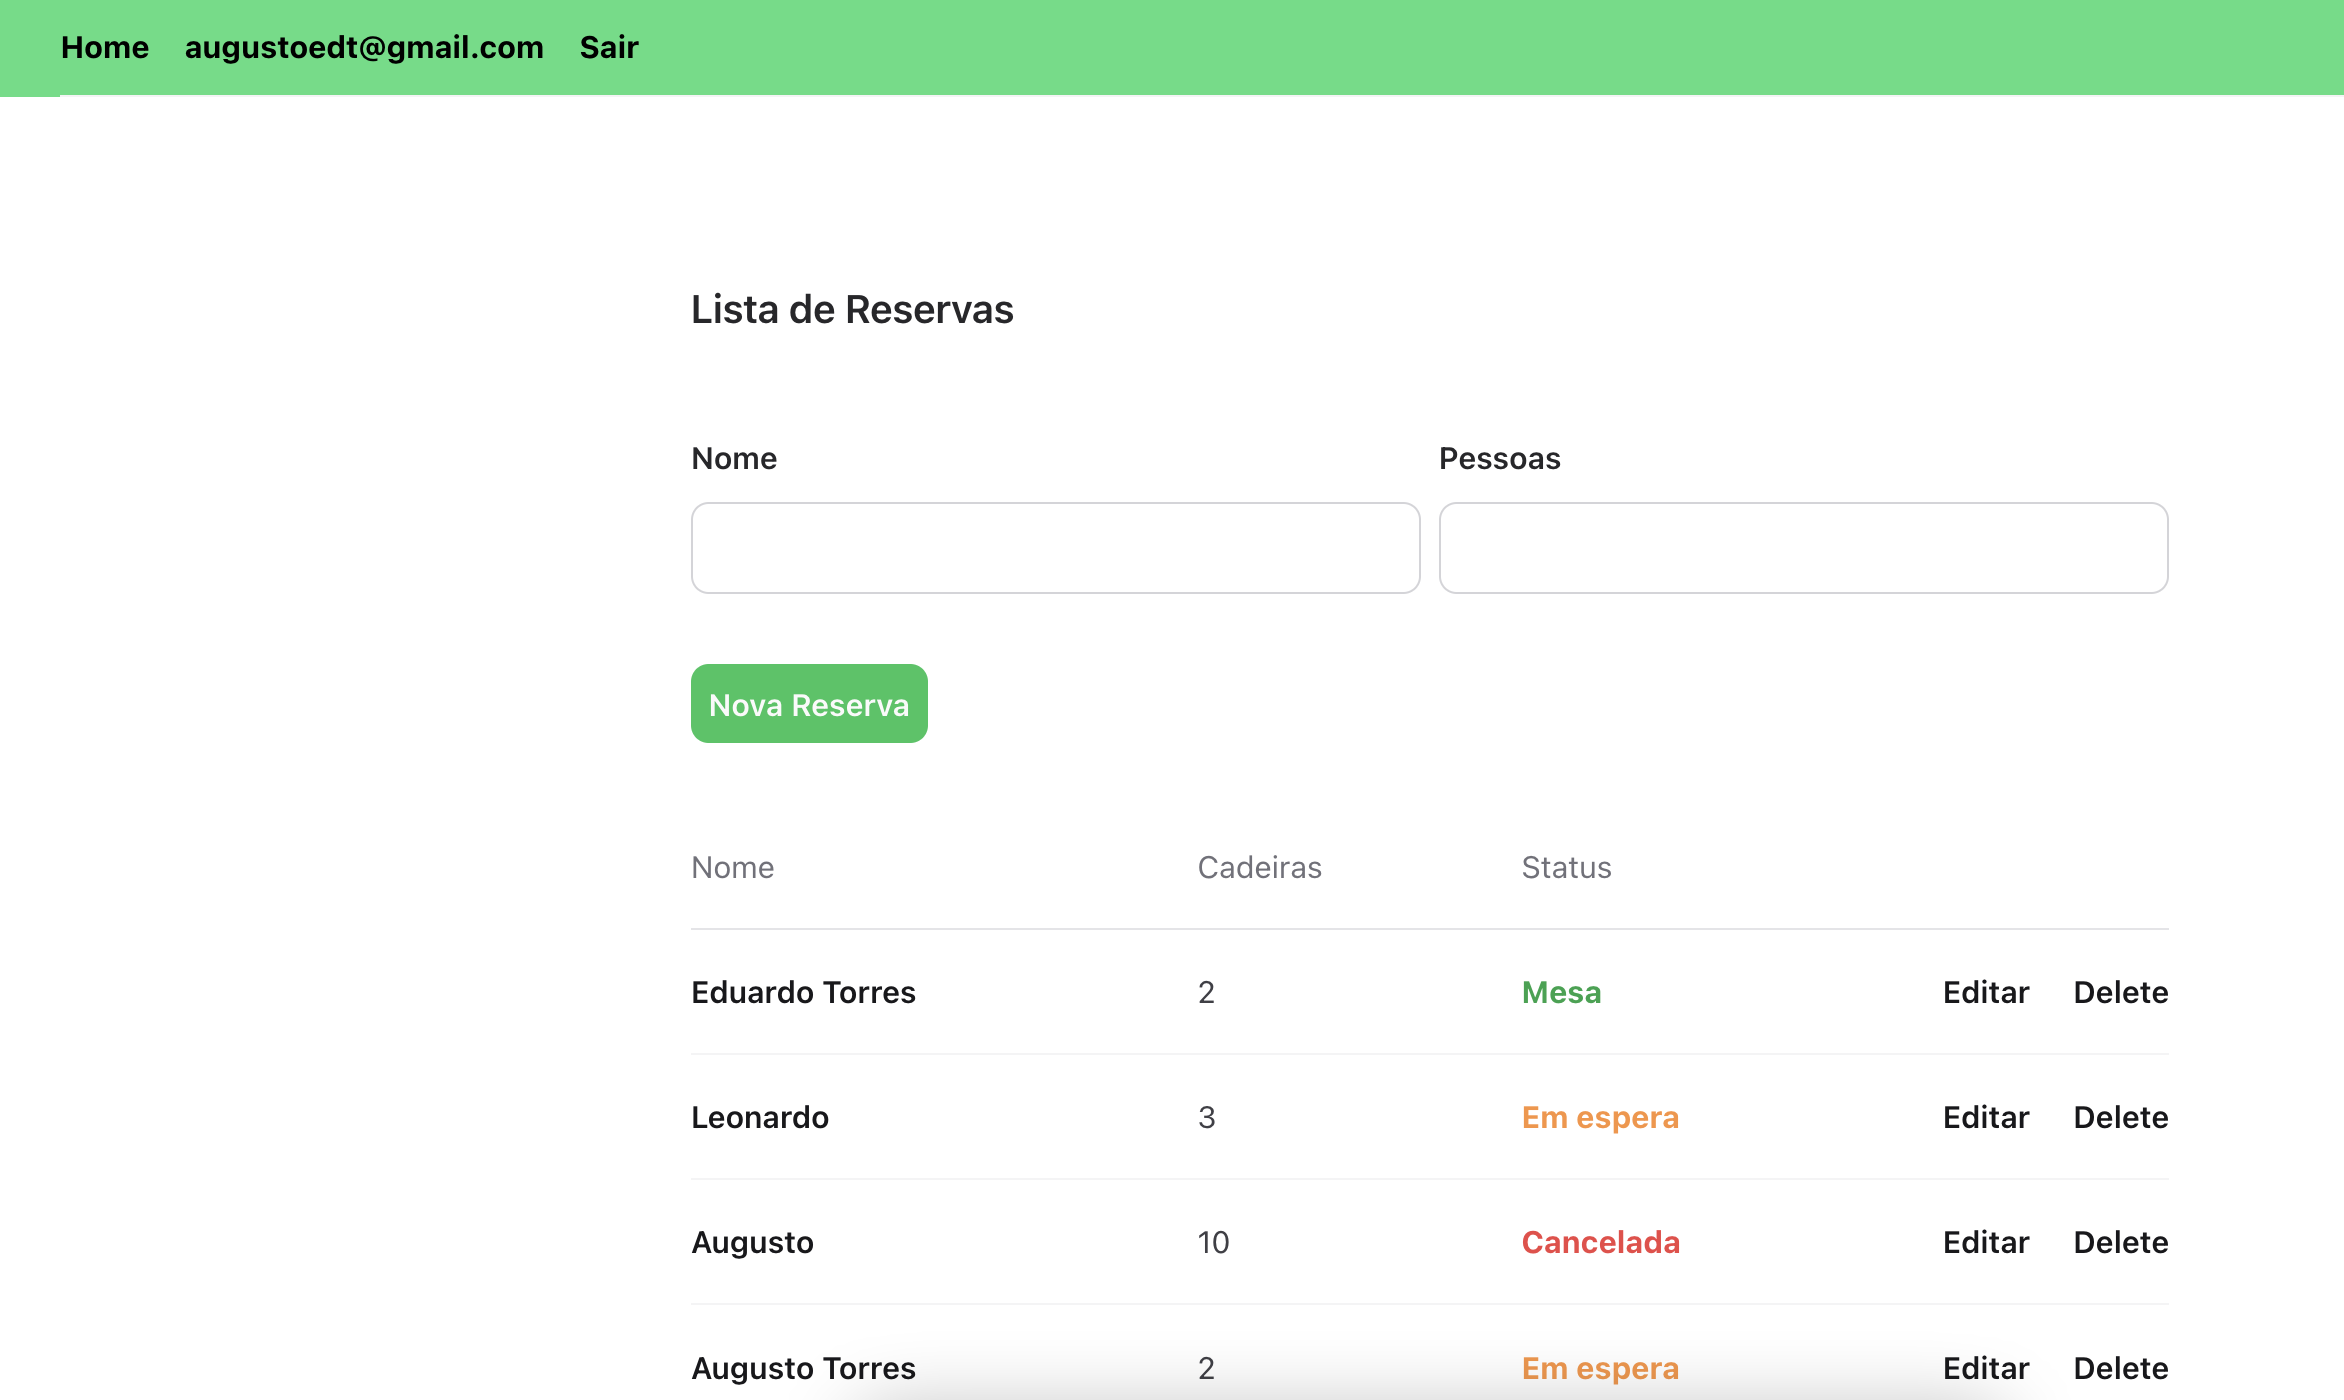 Home augustoedt@gmail.com Sair
Lista de Reservas
Nome Pessoas
Nova Reserva
Nome Cadeiras Status
Eduardo Torres 2 Mesa Editar Delete
Leonardo 3 Em espera Editar Delete
Augusto 10 Cancelada Editar Delete
Augusto Torres 2 Em espera Editar Delete